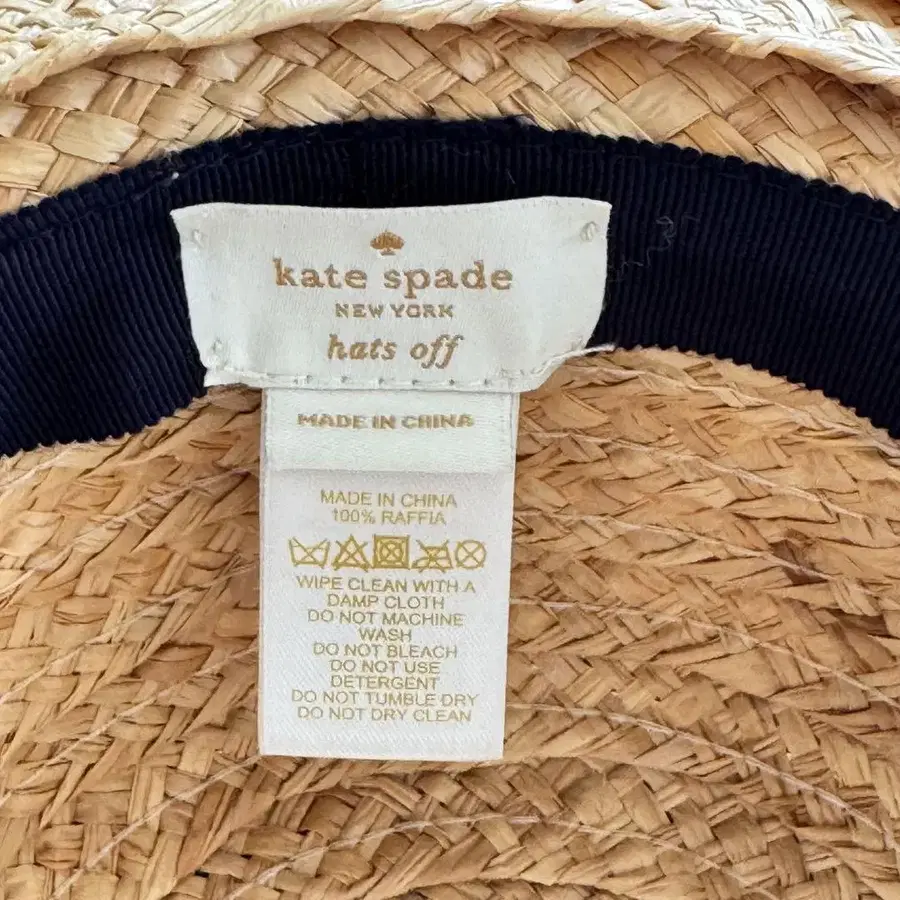 kate spade
NEW YORK
hats off
MADE IN CHINA
MADE IN CHINA
100% RAFFIA
WIPE CLEAN WITH A
DAMP CLOTH
DO NOT MACHINE
WASH
DO NOT BLEACH
DO NOT USE
DETERGENT
DO NOT TUMBLE DRY
DO NOT DRY CLEAN